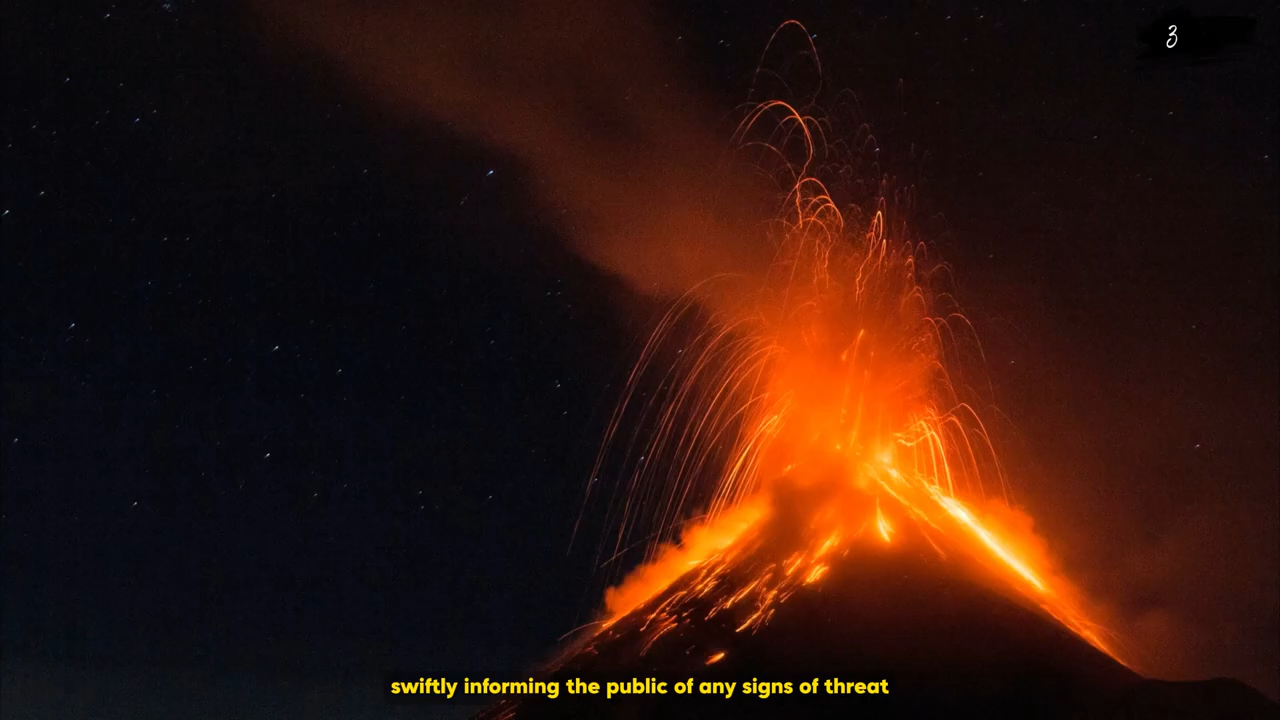 3
swiftly informing the public of any signs of threat